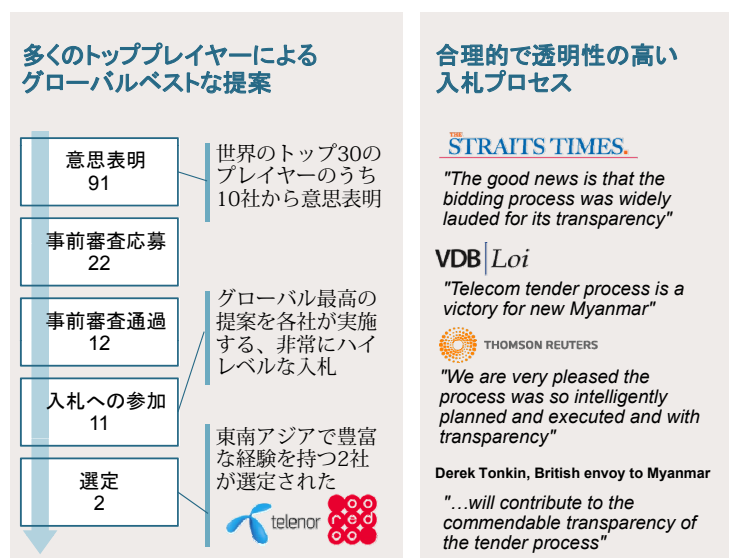 多くのトッププレイヤーによる
グローバルベストな提案
意思表明
91
世界のトップ30の
プレイヤーのうち
10社から意思表明
事前審査応募
22
事前審査通過
12
グローバル最高の
提案を各社が実施
する、非常にハイ
レベルな入札
入札への参加
11
選定
2
東南アジアで豊富
な経験を持つ2社
が選定された
telenor
ooredoo
合理的で透明性の高い
入札プロセス
THE
STRAITS TIMES.
"The good news is that the
bidding process was widely
lauded for its transparency"
VDB Loi
"Telecom tender process is a
victory for new Myanmar"
THOMSON REUTERS
"We are very pleased the
process was so intelligently
planned and executed and with
transparency"
Derek Tonkin, British envoy to Myanmar
"…will contribute to the
commendable transparency of
the tender process"